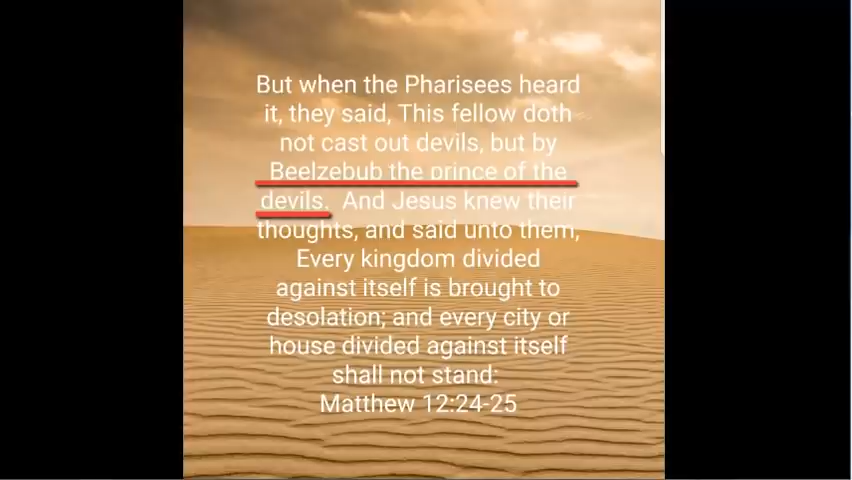 But when the Pharisees heard
it, they said, This fellow doth
not cast out devils, but by
Beelzebub the prince of the
devils. And Jesus knew their
thoughts, and said unto them,
Every kingdom divided
against itself is brought to
desolation; and every city or
house divided against itself
shall not stand:
Matthew 12:24-25